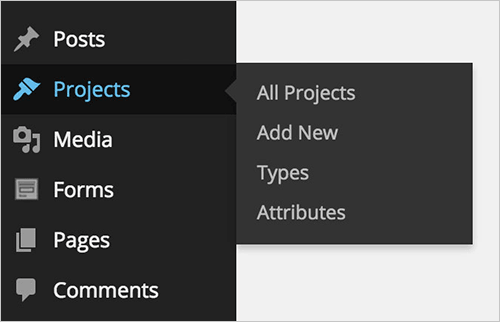 Posts
Projects
Media
Forms
Pages
Comments
All Projects
Add New
Types
Attributes